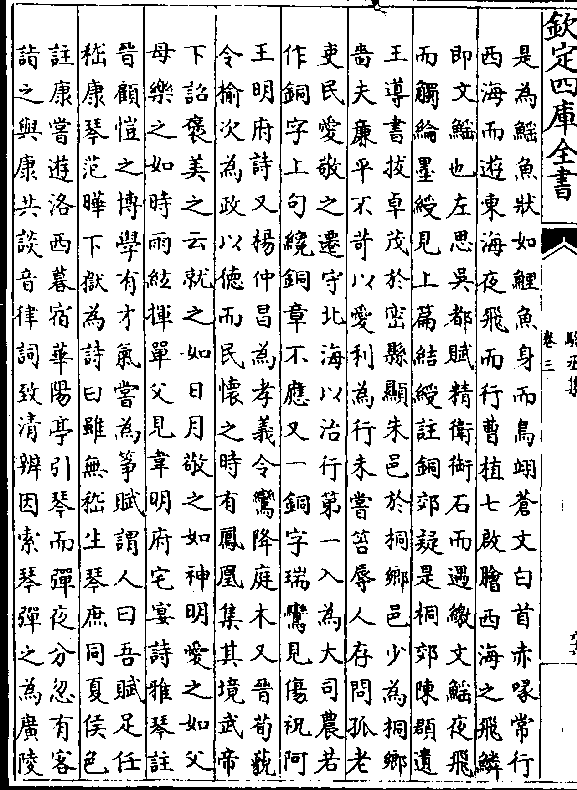 欽定四庫全書
卷三
是為鰩魚狀如鯉魚身而鳥翊蒼文白首赤喙常行
西海而遊東海夜飛而行曹植七啟膾西海之飛鱗
即文鰩也左思吳都賦精衛銜石而遇繳文鰩夜飛
而觸綸墨綬見上篇結綬註銅郊疑是桐郊陳顥遺
王導書拔卓茂於密縣顯朱邑於桐鄉邑少為桐鄉
嗇夫廉平不苛以愛利為行未嘗笞辱人存問孤老
吏民愛敬之遷守北海以治行第一入為大司農若
作銅字上句繞銅章不應又一銅字瑞鸞見傷祝阿
王明府詩又楊仲昌為孝義令鸞降庭木又晉荀藐
令榆次為政以德而民懷之時有鳳凰集其境武帝
下詔褒美之云就之如日月敬之如神明愛之如父
母樂之如時雨絃揮單父見韋明府宅宴詩雅琴註
晉顧愷之博學有才氣嘗為箏賦謂人曰吾賦足任
嵇康琴范曄下獄為詩曰雖無嵇生琴庶同夏侯色
註康嘗遊洛西暮宿華陽亭引琴而彈夜分忽有客
詣之與康共談音律詞致清辨因索琴彈之為廣陵